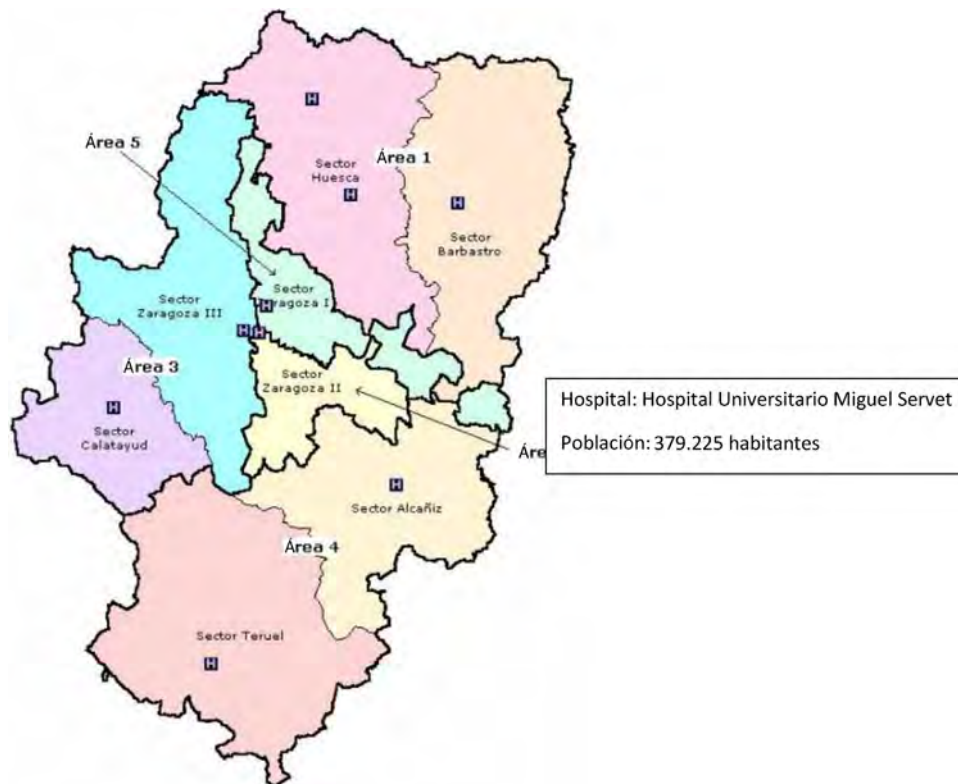 Área 5
Sector
Huesca
Área 1
Sector
Barbastro
Sector
Zaragoza III
Sector
Zaragoza I
Área 3
Sector
Zaragoza II
Sector
Calatayud
Hospital: Hospital Universitario Miguel Servet
Población: 379.225 habitantes
Sector Alcañiz
Área 4
Sector Teruel
H
H
H
H
H
H
H
H
H